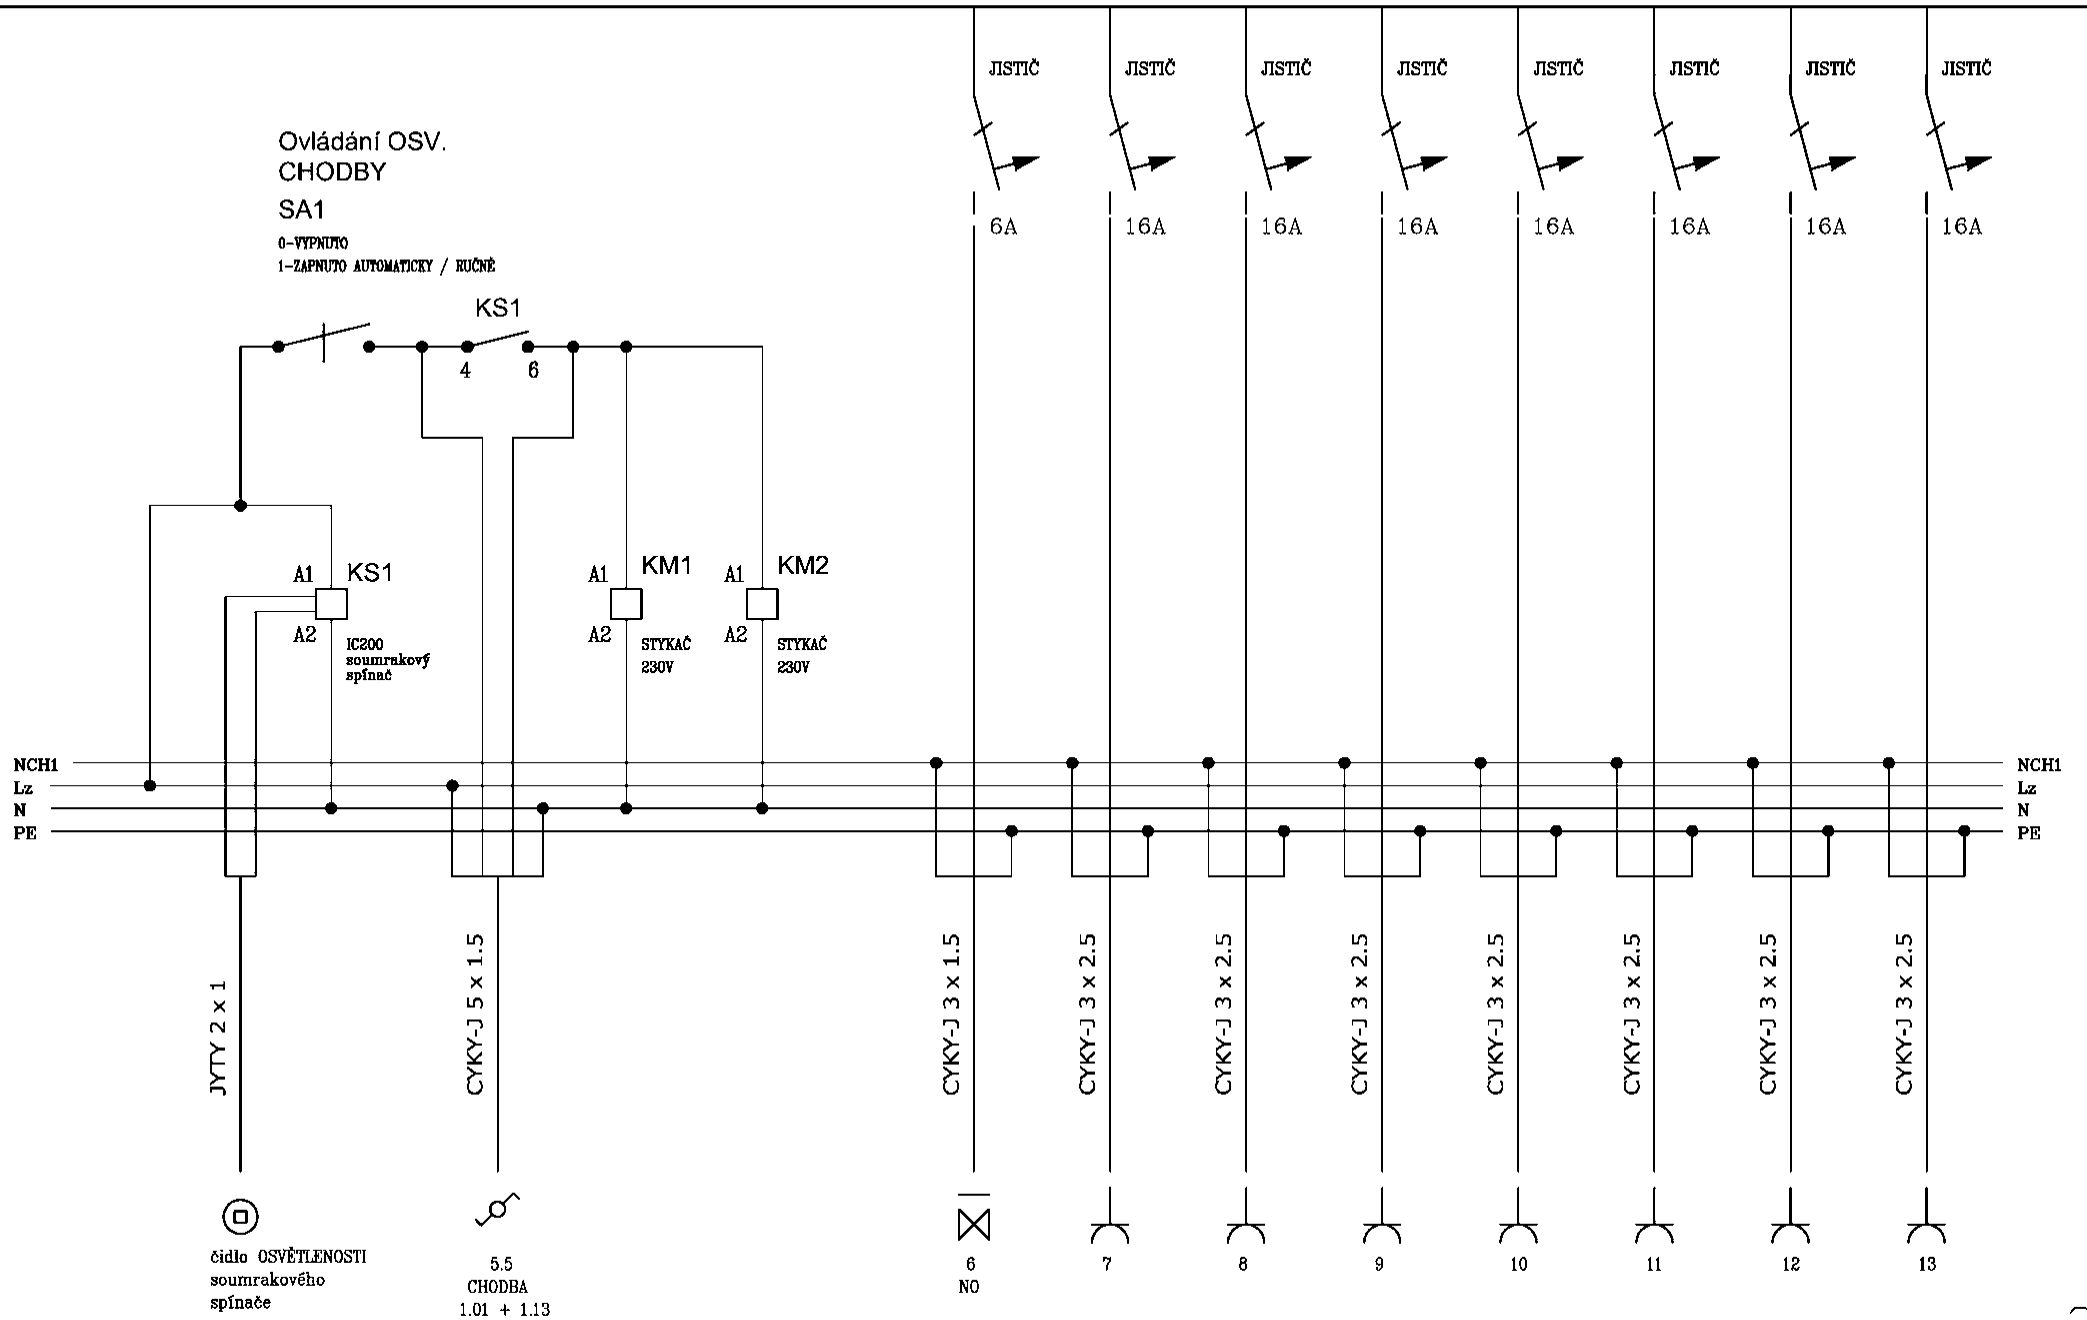 JISTIČ JISTIČ JISTIČ JISTIČ JISTIČ JISTIČ JISTIČ JISTIČ
Ovládání OSV.
CHODBY
SA1
6A 16A 16A 16A 16A 16A 16A 16A
0-VYPNUTO
1-ZAPNUTO AUTOMATICKY / RUČNĚ
KS1
4 6
A1 KS1 A1 KM1 A1 KM2
A2 A2 A2
IC200
soumrakový
spínač
STYKAČ
230V
STYKAČ
230V
NCH1 NCH1
Lz Lz
N N
PE PE
JYTY 2 x 1
CYKY-J 5 x 1.5
CYKY-J 3 x 1.5
CYKY-J 3 x 2.5
CYKY-J 3 x 2.5
CYKY-J 3 x 2.5
CYKY-J 3 x 2.5
CYKY-J 3 x 2.5
CYKY-J 3 x 2.5
CYKY-J 3 x 2.5
čidlo OSVĚTLENOSTI
soumrakového
spínače
5.5
CHODBA
1.01 + 1.13
6
NO
7 8 9 10 11 12 13